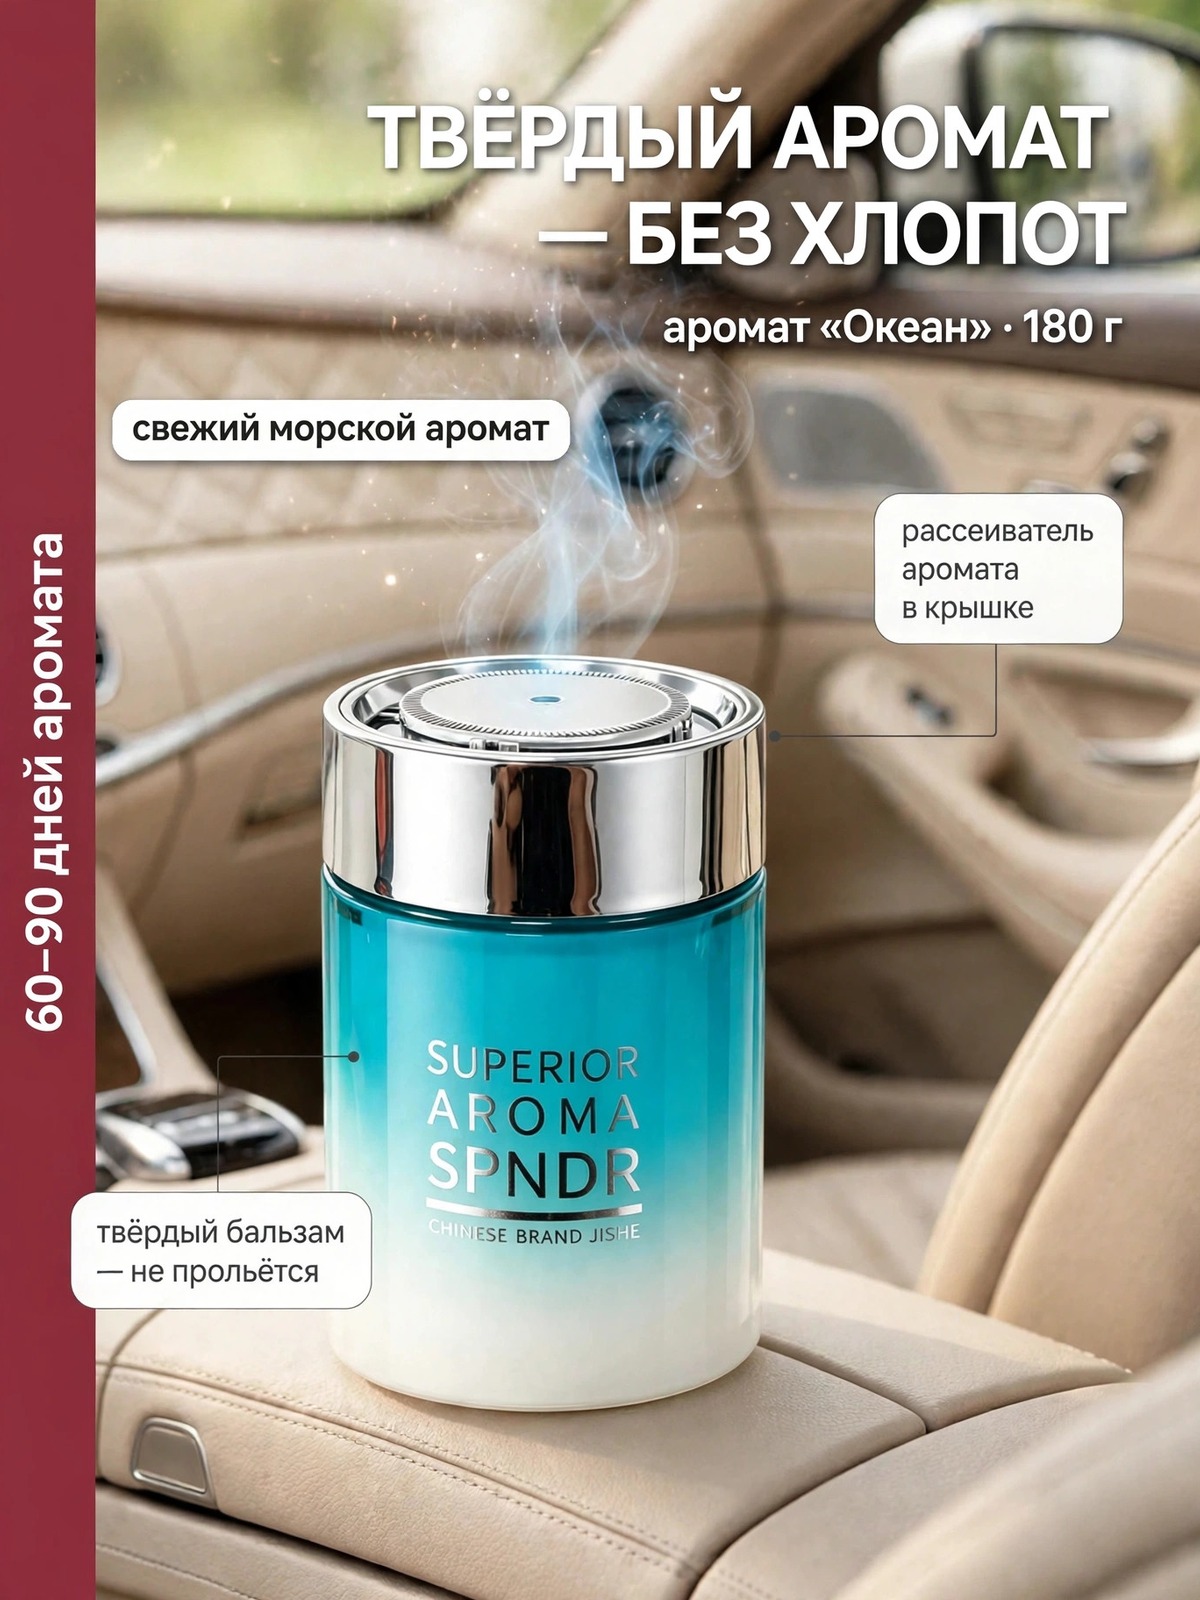 ТВЁРДЫЙ АРОМАТ
— БЕЗ ХЛОПОТ
аромат «Океан» · 180 г
свежий морской аромат
рассеиватель
аромата
в крышке
60–90 дней аромата
SUPERIOR
AROMA
SPNDR
CHINESE BRAND JISHE
твёрдый бальзам
— не прольётся